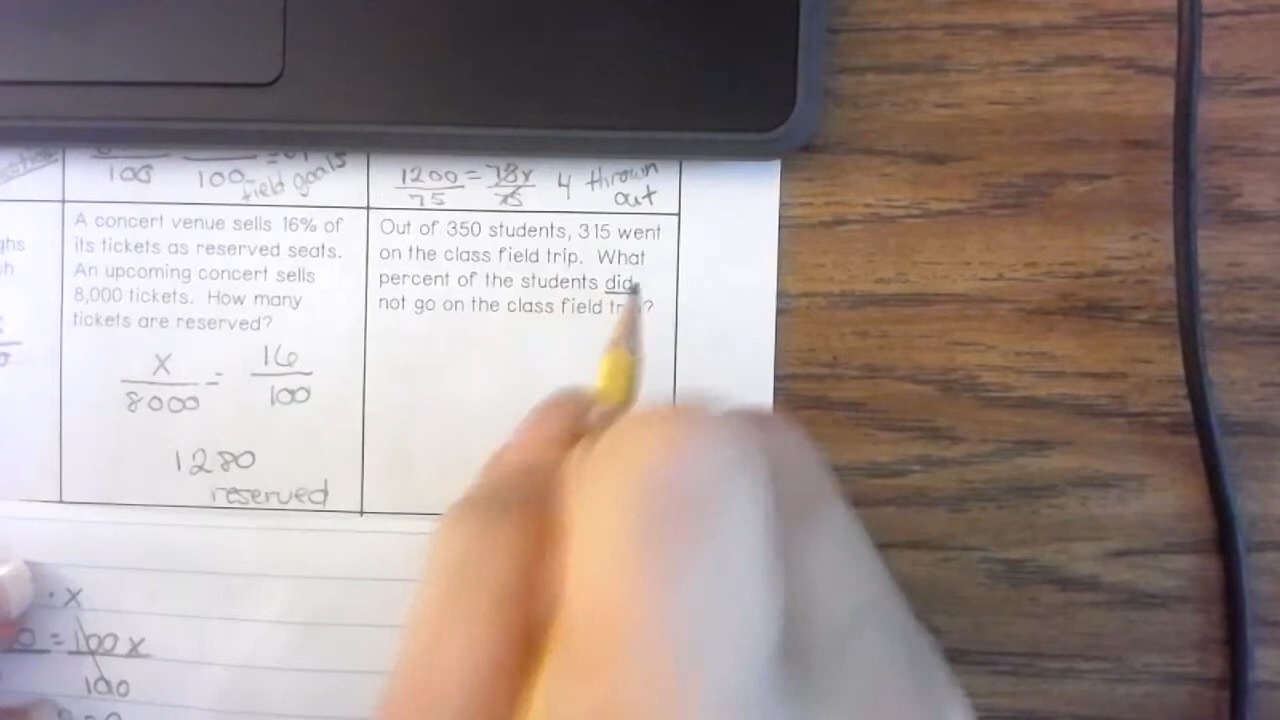 100 100
field goals
1200 = 78x
75
4 thrown
out
A concert venue sells 16% of
its tickets as reserved seats.
An upcoming concert sells
8,000 tickets. How many
tickets are reserved?
x = 16
8000 100
1280
reserved
Out of 350 students, 315 went
on the class field trip. What
percent of the students did
not go on the class field
· x
= 100x
100